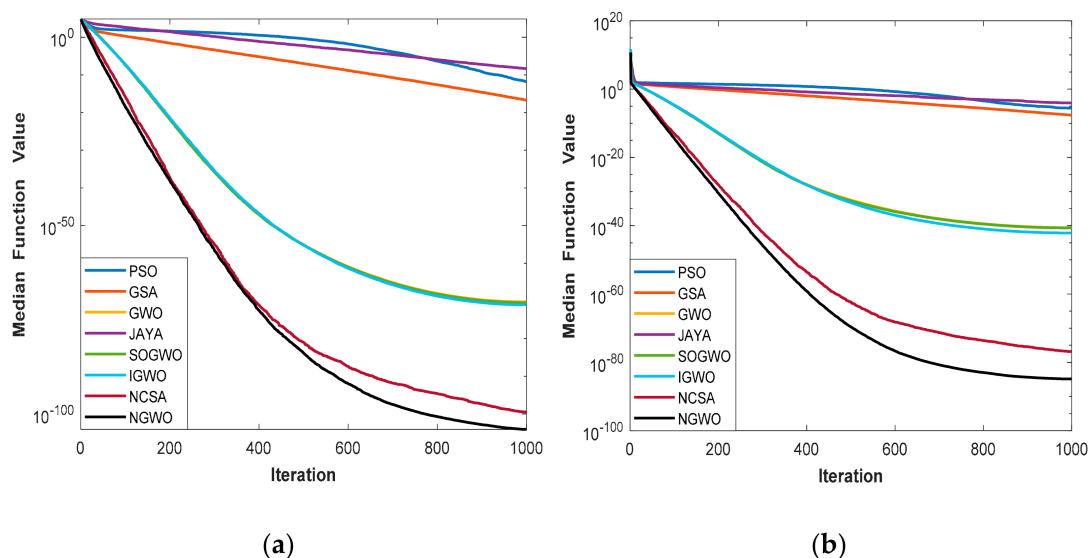 10^0
10^-50
10^-100
Median Function Value
PSO
GSA
GWO
JAYA
SOGWO
IGWO
NCSA
NGWO
0 200 400 600 800 1000
Iteration
(a)
10^20
10^0
10^-20
10^-40
10^-60
10^-80
10^-100
Median Function Value
PSO
GSA
GWO
JAYA
SOGWO
IGWO
NCSA
NGWO
0 200 400 600 800 1000
Iteration
(b)